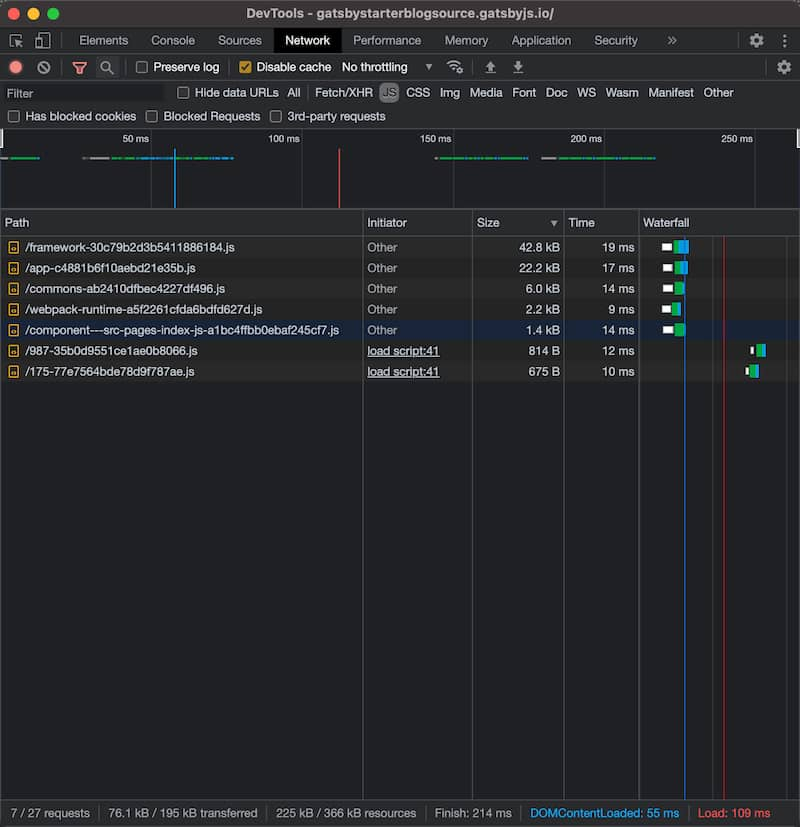 DevTools - gatsbystarterblogsource.gatsbyjs.io/
Elements Console Sources Network Performance Memory Application Security »
Preserve log Disable cache No throttling
Filter Hide data URLs All Fetch/XHR JS CSS Img Media Font Doc WS Wasm Manifest Other
Has blocked cookies Blocked Requests 3rd-party requests
50 ms 100 ms 150 ms 200 ms 250 ms
Path Initiator Size Time Waterfall
/framework-30c79b2d3b5411886184.js Other 42.8 kB 19 ms
/app-c4881b6f10aebd21e35b.js Other 22.2 kB 17 ms
/commons-ab2410dfbec4227df496.js Other 6.0 kB 14 ms
/webpack-runtime-a5f2261cfda6bdfd627d.js Other 2.2 kB 9 ms
/component---src-pages-index-js-a1bc4ffbb0ebaf245cf7.js Other 1.4 kB 14 ms
/987-35b0d9551ce1ae0b8066.js load script:41 814 B 12 ms
/175-77e7564bde78d9f787ae.js load script:41 675 B 10 ms
7 / 27 requests 76.1 kB / 195 kB transferred 225 kB / 366 kB resources Finish: 214 ms DOMContentLoaded: 55 ms Load: 109 ms